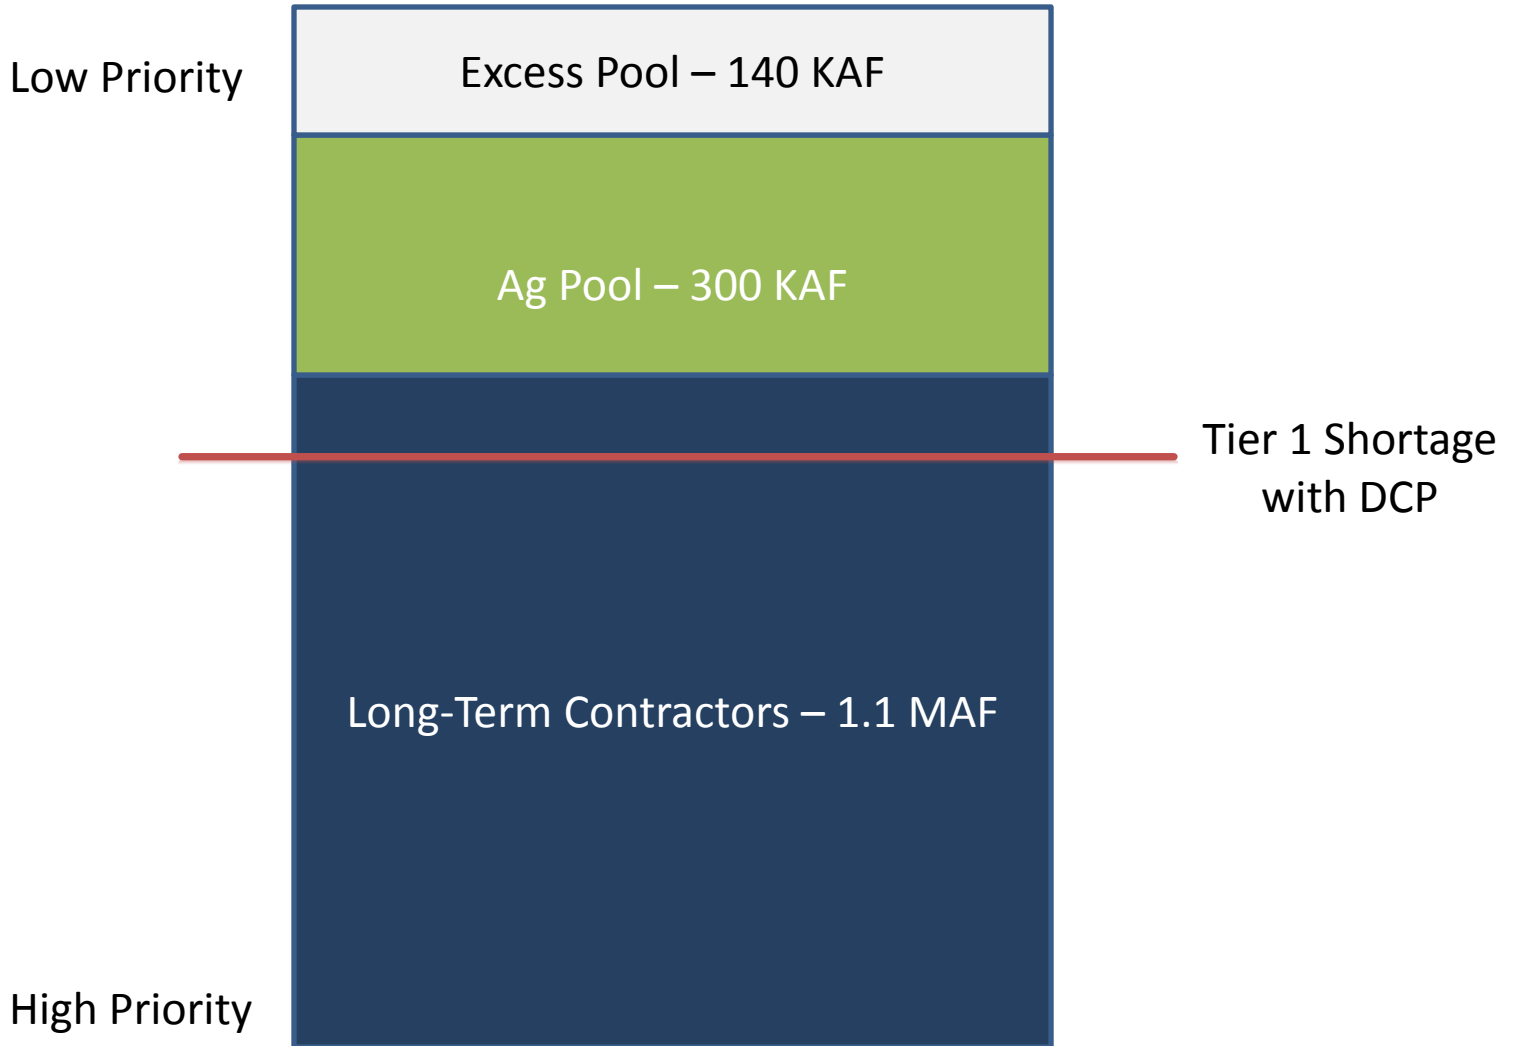 Low Priority
Excess Pool – 140 KAF
Ag Pool – 300 KAF
Tier 1 Shortage
with DCP
Long-Term Contractors – 1.1 MAF
High Priority